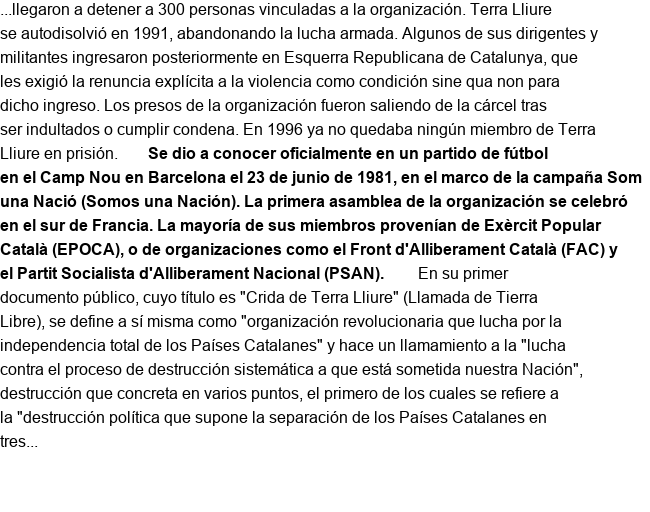 ...llegaron a detener a 300 personas vinculadas a la organización. Terra Lliure
se autodisolvió en 1991, abandonando la lucha armada. Algunos de sus dirigentes y
militantes ingresaron posteriormente en Esquerra Republicana de Catalunya, que
les exigió la renuncia explícita a la violencia como condición sine qua non para
dicho ingreso. Los presos de la organización fueron saliendo de la cárcel tras
ser indultados o cumplir condena. En 1996 ya no quedaba ningún miembro de Terra
Lliure en prisión. Se dio a conocer oficialmente en un partido de fútbol
en el Camp Nou en Barcelona el 23 de junio de 1981, en el marco de la campaña Som
una Nació (Somos una Nación). La primera asamblea de la organización se celebró
en el sur de Francia. La mayoría de sus miembros provenían de Exèrcit Popular
Català (EPOCA), o de organizaciones como el Front d'Alliberament Català (FAC) y
el Partit Socialista d'Alliberament Nacional (PSAN). En su primer
documento público, cuyo título es "Crida de Terra Lliure" (Llamada de Tierra
Libre), se define a sí misma como "organización revolucionaria que lucha por la
independencia total de los Países Catalanes" y hace un llamamiento a la "lucha
contra el proceso de destrucción sistemática a que está sometida nuestra Nación",
destrucción que concreta en varios puntos, el primero de los cuales se refiere a
la "destrucción política que supone la separación de los Países Catalanes en
tres...